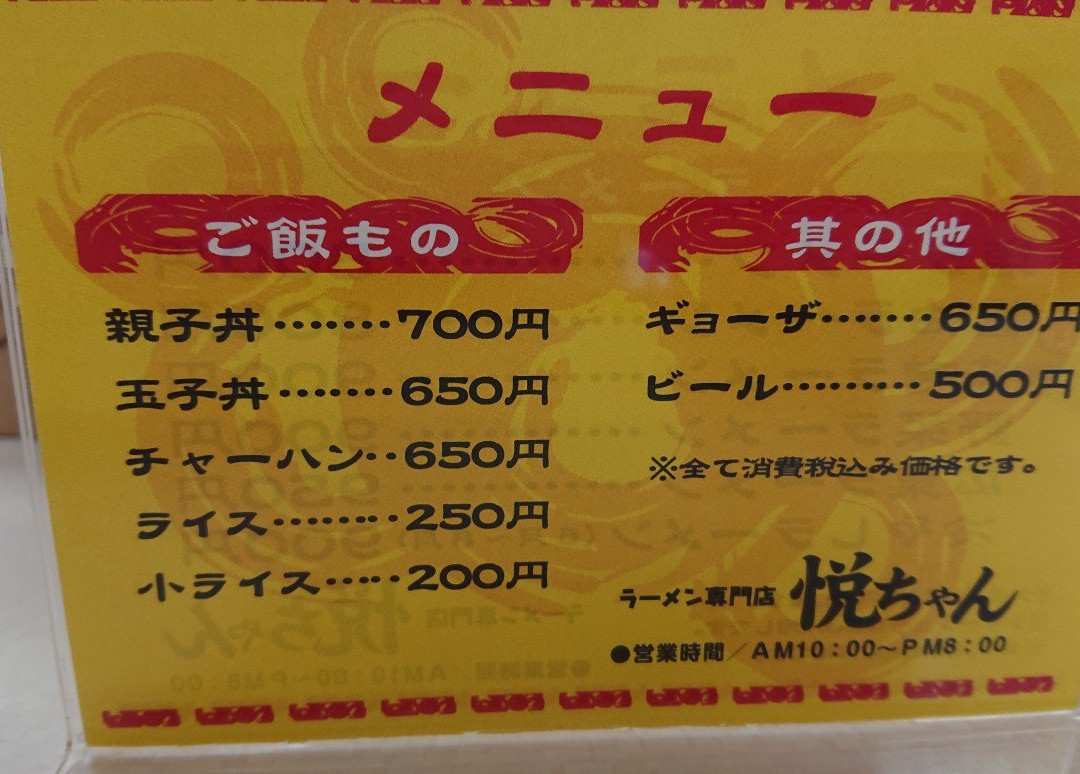 メニュー
ご飯もの
親子丼·······700円
玉子丼·······650円
チャーハン··650円
ライス········250円
小ライス·····200円
其の他
ギョーザ·······650円
ビール·········500円
※全て消費税込み価格です。
ラーメン専門店 悦ちゃん
●営業時間/AM10:00〜PM8:00